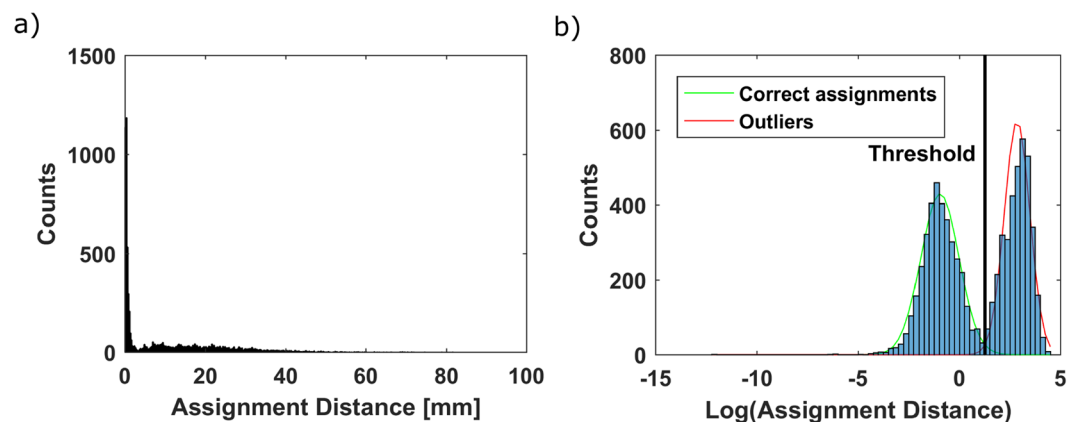 a)
1500
1000
500
0
Counts
0 20 40 60 80 100
Assignment Distance [mm]
b)
800
600
400
200
0
Counts
Correct assignments
Outliers
Threshold
-15 -10 -5 0 5
Log(Assignment Distance)